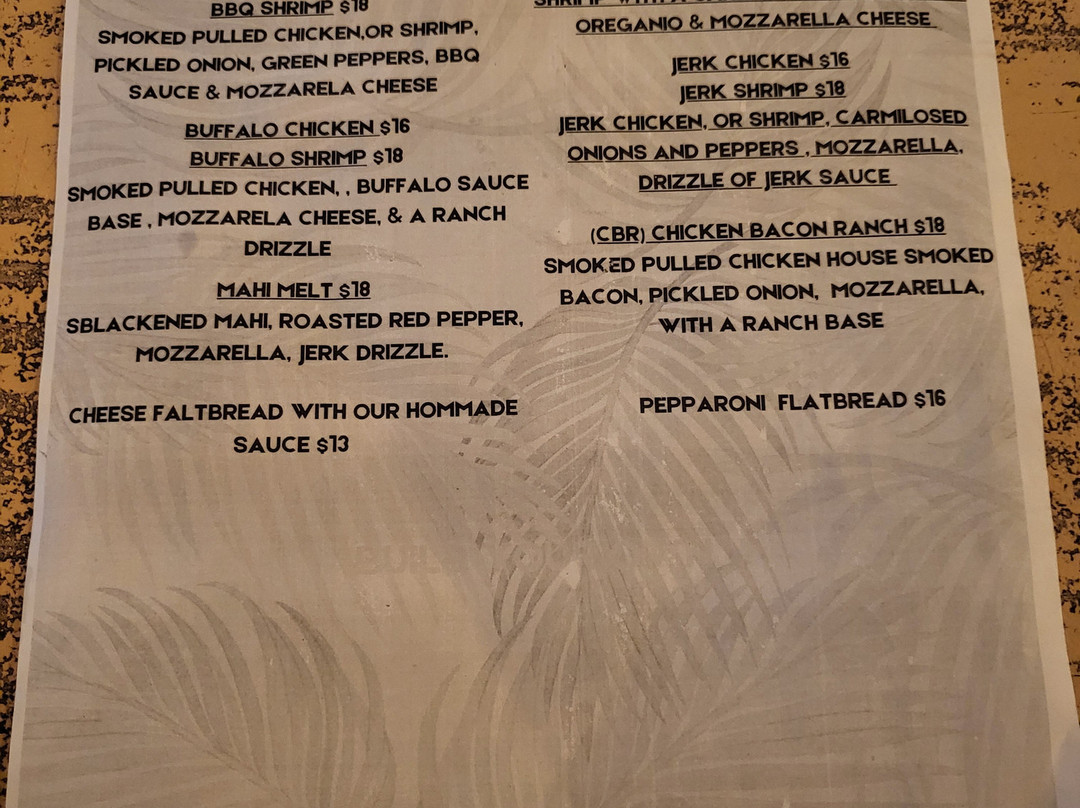 BBQ SHRIMP $18
SMOKED PULLED CHICKEN,OR SHRIMP,
PICKLED ONION, GREEN PEPPERS, BBQ
SAUCE & MOZZARELA CHEESE
BUFFALO CHICKEN $16
BUFFALO SHRIMP $18
SMOKED PULLED CHICKEN, , BUFFALO SAUCE
BASE , MOZZARELA CHEESE, & A RANCH
DRIZZLE
MAHI MELT $18
SBLACKENED MAHI, ROASTED RED PEPPER,
MOZZARELLA, JERK DRIZZLE.
CHEESE FALTBREAD WITH OUR HOMMADE
SAUCE $13
SHRIMP WITH A
OREGANIO & MOZZARELLA CHEESE
JERK CHICKEN $16
JERK SHRIMP $18
JERK CHICKEN, OR SHRIMP, CARMILOSED
ONIONS AND PEPPERS , MOZZARELLA,
DRIZZLE OF JERK SAUCE
(CBR) CHICKEN BACON RANCH $18
SMOKED PULLED CHICKEN HOUSE SMOKED
BACON, PICKLED ONION, MOZZARELLA,
WITH A RANCH BASE
PEPPARONI FLATBREAD $16